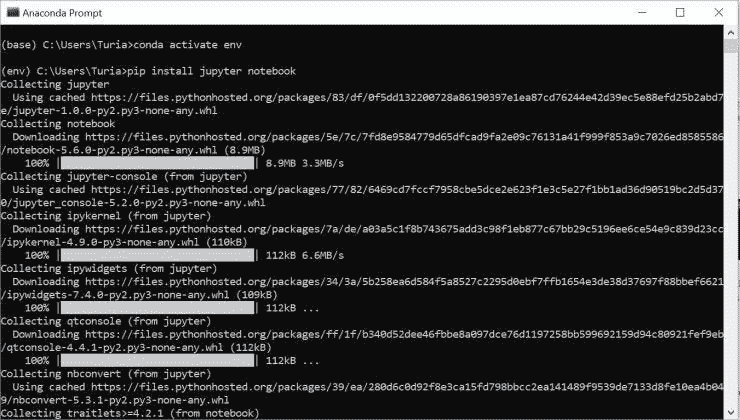 Anaconda Prompt
(base) C:\Users\Turia>conda activate env
(env) C:\Users\Turia>pip install jupyter notebook
Collecting jupyter
  Using cached https://files.pythonhosted.org/packages/83/df/0f5dd132200728a86190397e1ea87cd76244e42d39ec5e88efd25b2abd7
e/jupyter-1.0.0-py2.py3-none-any.whl
Collecting notebook
  Downloading https://files.pythonhosted.org/packages/5e/7c/7fd8e9584779d65dfcad9fa2e09c76131a41f999f853a9c7026ed8585586
/notebook-5.6.0-py2.py3-none-any.whl (8.9MB)
    100% || 8.9MB 3.3MB/s
Collecting jupyter-console (from jupyter)
  Using cached https://files.pythonhosted.org/packages/77/82/6469cd7fccf7958cbe5dce2e623f1e3c5e27f1bb1ad36d90519bc2d5d37
0/jupyter_console-5.2.0-py2.py3-none-any.whl
Collecting ipykernel (from jupyter)
  Downloading https://files.pythonhosted.org/packages/7a/de/a03a5c1f8b743675add3c98f1eb877c67bb29c5196ee6ce54e9c839d23cc
/ipykernel-4.9.0-py3-none-any.whl (110kB)
    100% || 112kB 6.6MB/s
Collecting ipywidgets (from jupyter)
  Downloading https://files.pythonhosted.org/packages/34/3a/5b258ea6d584f5a8527c2295d0ebf7ffb1654e3de38d37697f88bbef6621
/ipywidgets-7.4.0-py2.py3-none-any.whl (109kB)
    100% || 112kB ...
Collecting qtconsole (from jupyter)
  Downloading https://files.pythonhosted.org/packages/ff/1f/b340d52dee46fbbe8a097dce76d1197258bb599692159d94c80921fef9eb
/qtconsole-4.4.1-py2.py3-none-any.whl (112kB)
    100% || 112kB ...
Collecting nbconvert (from jupyter)
  Using cached https://files.pythonhosted.org/packages/39/ea/280d6c0d92f8e3ca15fd798bbcc2ea141489f9539de7133d8fe10ea4b04
9/nbconvert-5.3.1-py2.py3-none-any.whl
Collecting traitlets>=4.2.1 (from notebook)